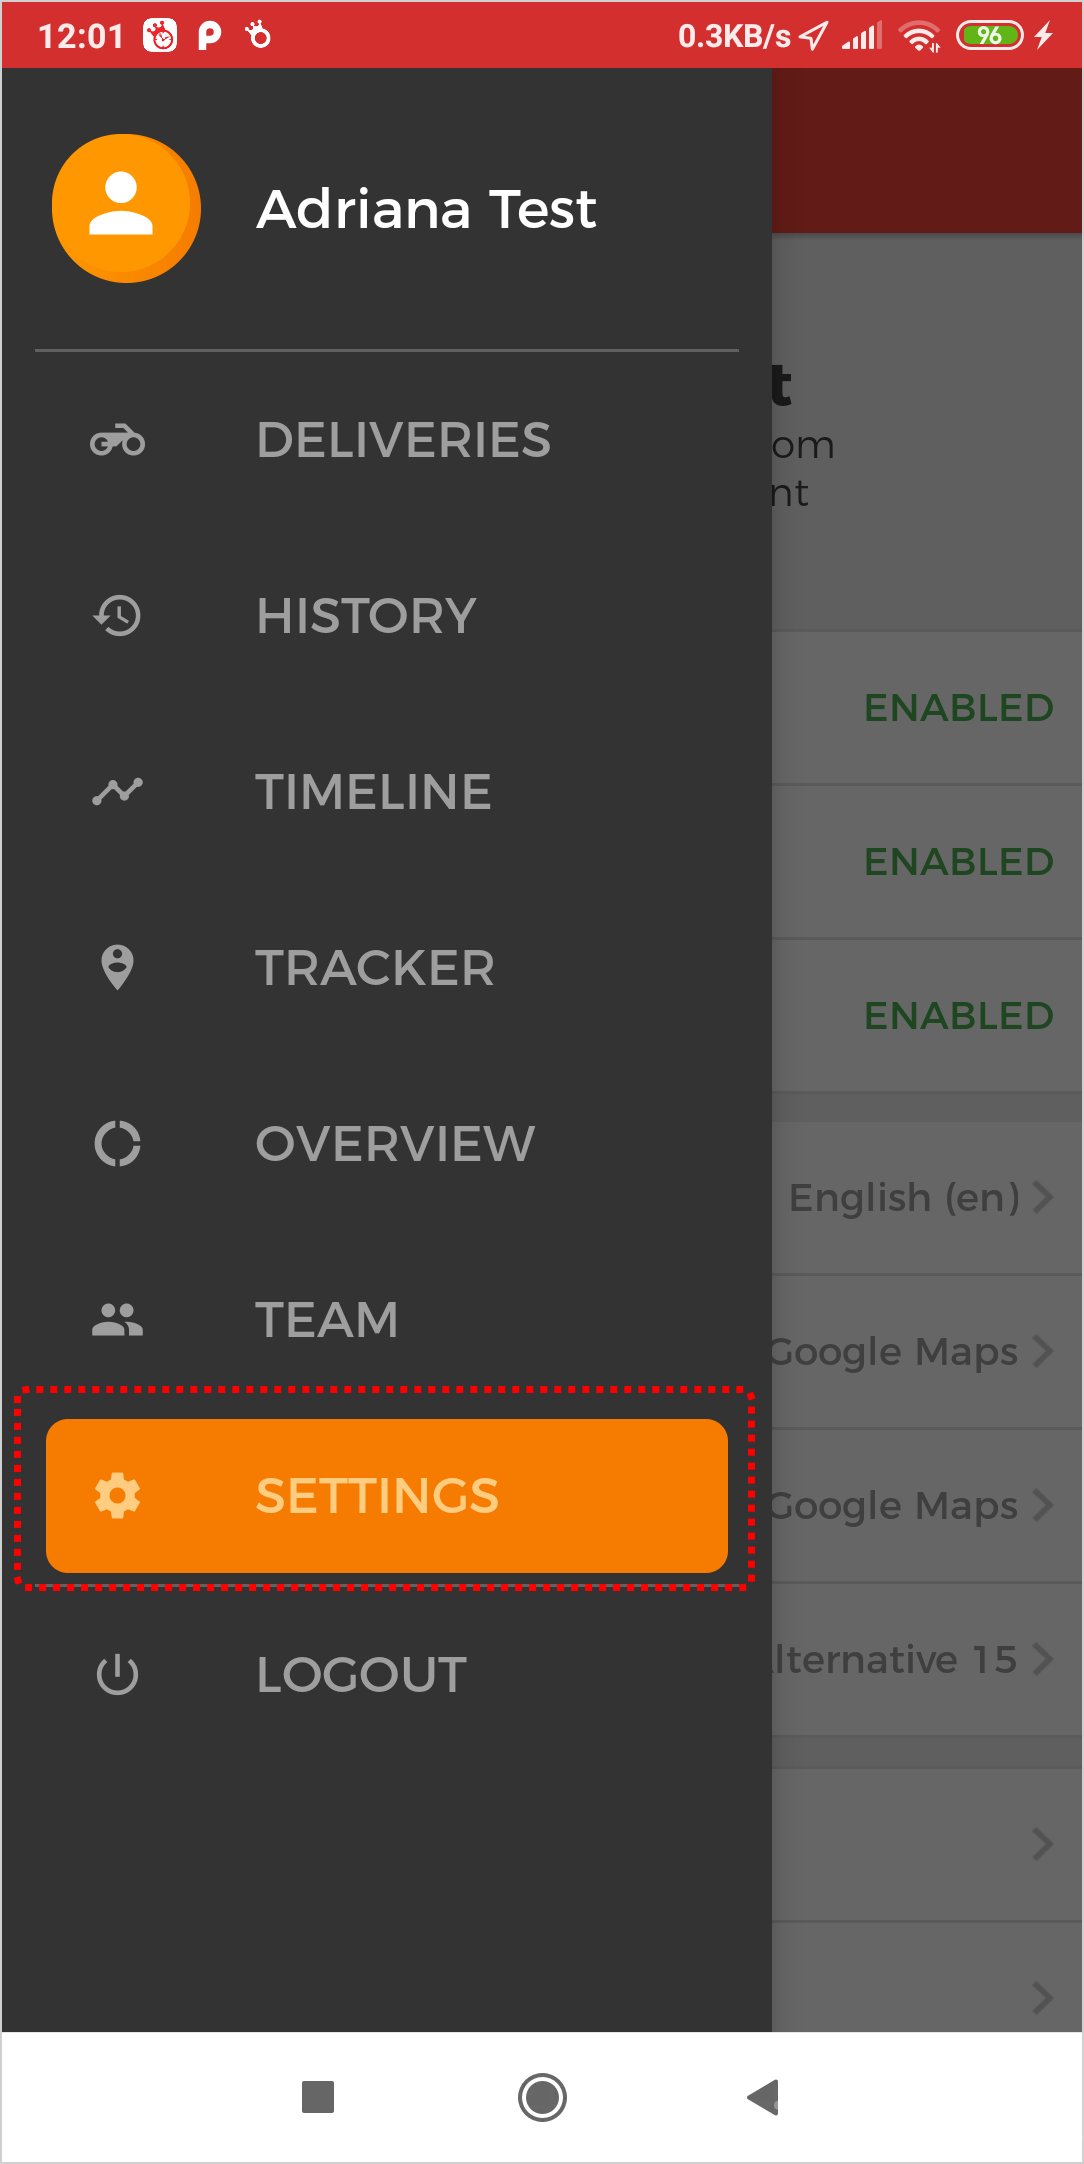 12:01 0.3KB/s 96
Adriana Test
t
om
nt
DELIVERIES
HISTORY
ENABLED
TIMELINE
ENABLED
TRACKER
ENABLED
OVERVIEW
English (en)
TEAM
Google Maps
SETTINGS
Google Maps
LOGOUT
lternative 15